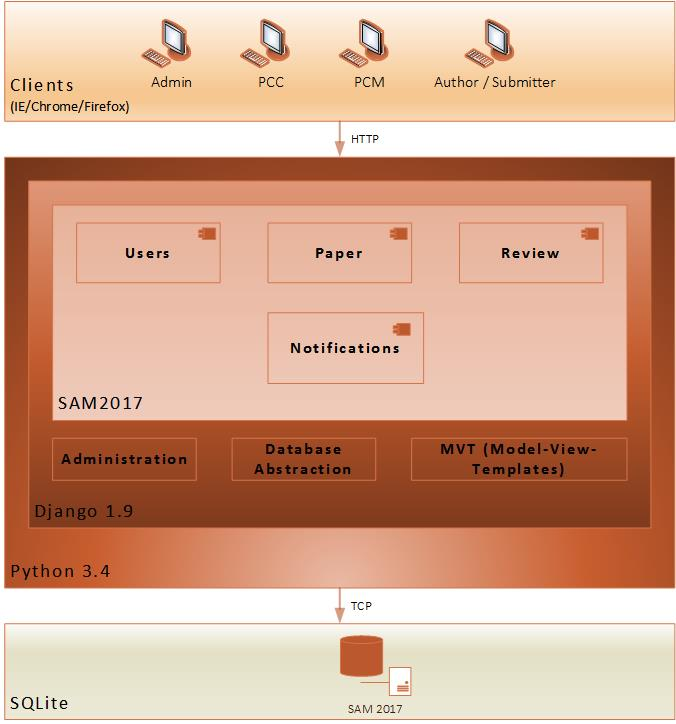 Admin
PCC
PCM
Author / Submitter
Clients
(IE/Chrome/Firefox)
HTTP
Users
Paper
Review
Notifications
SAM2017
Administration
Database
Abstraction
MVT (Model-View-
Templates)
Django 1.9
Python 3.4
TCP
SQLite
SAM 2017